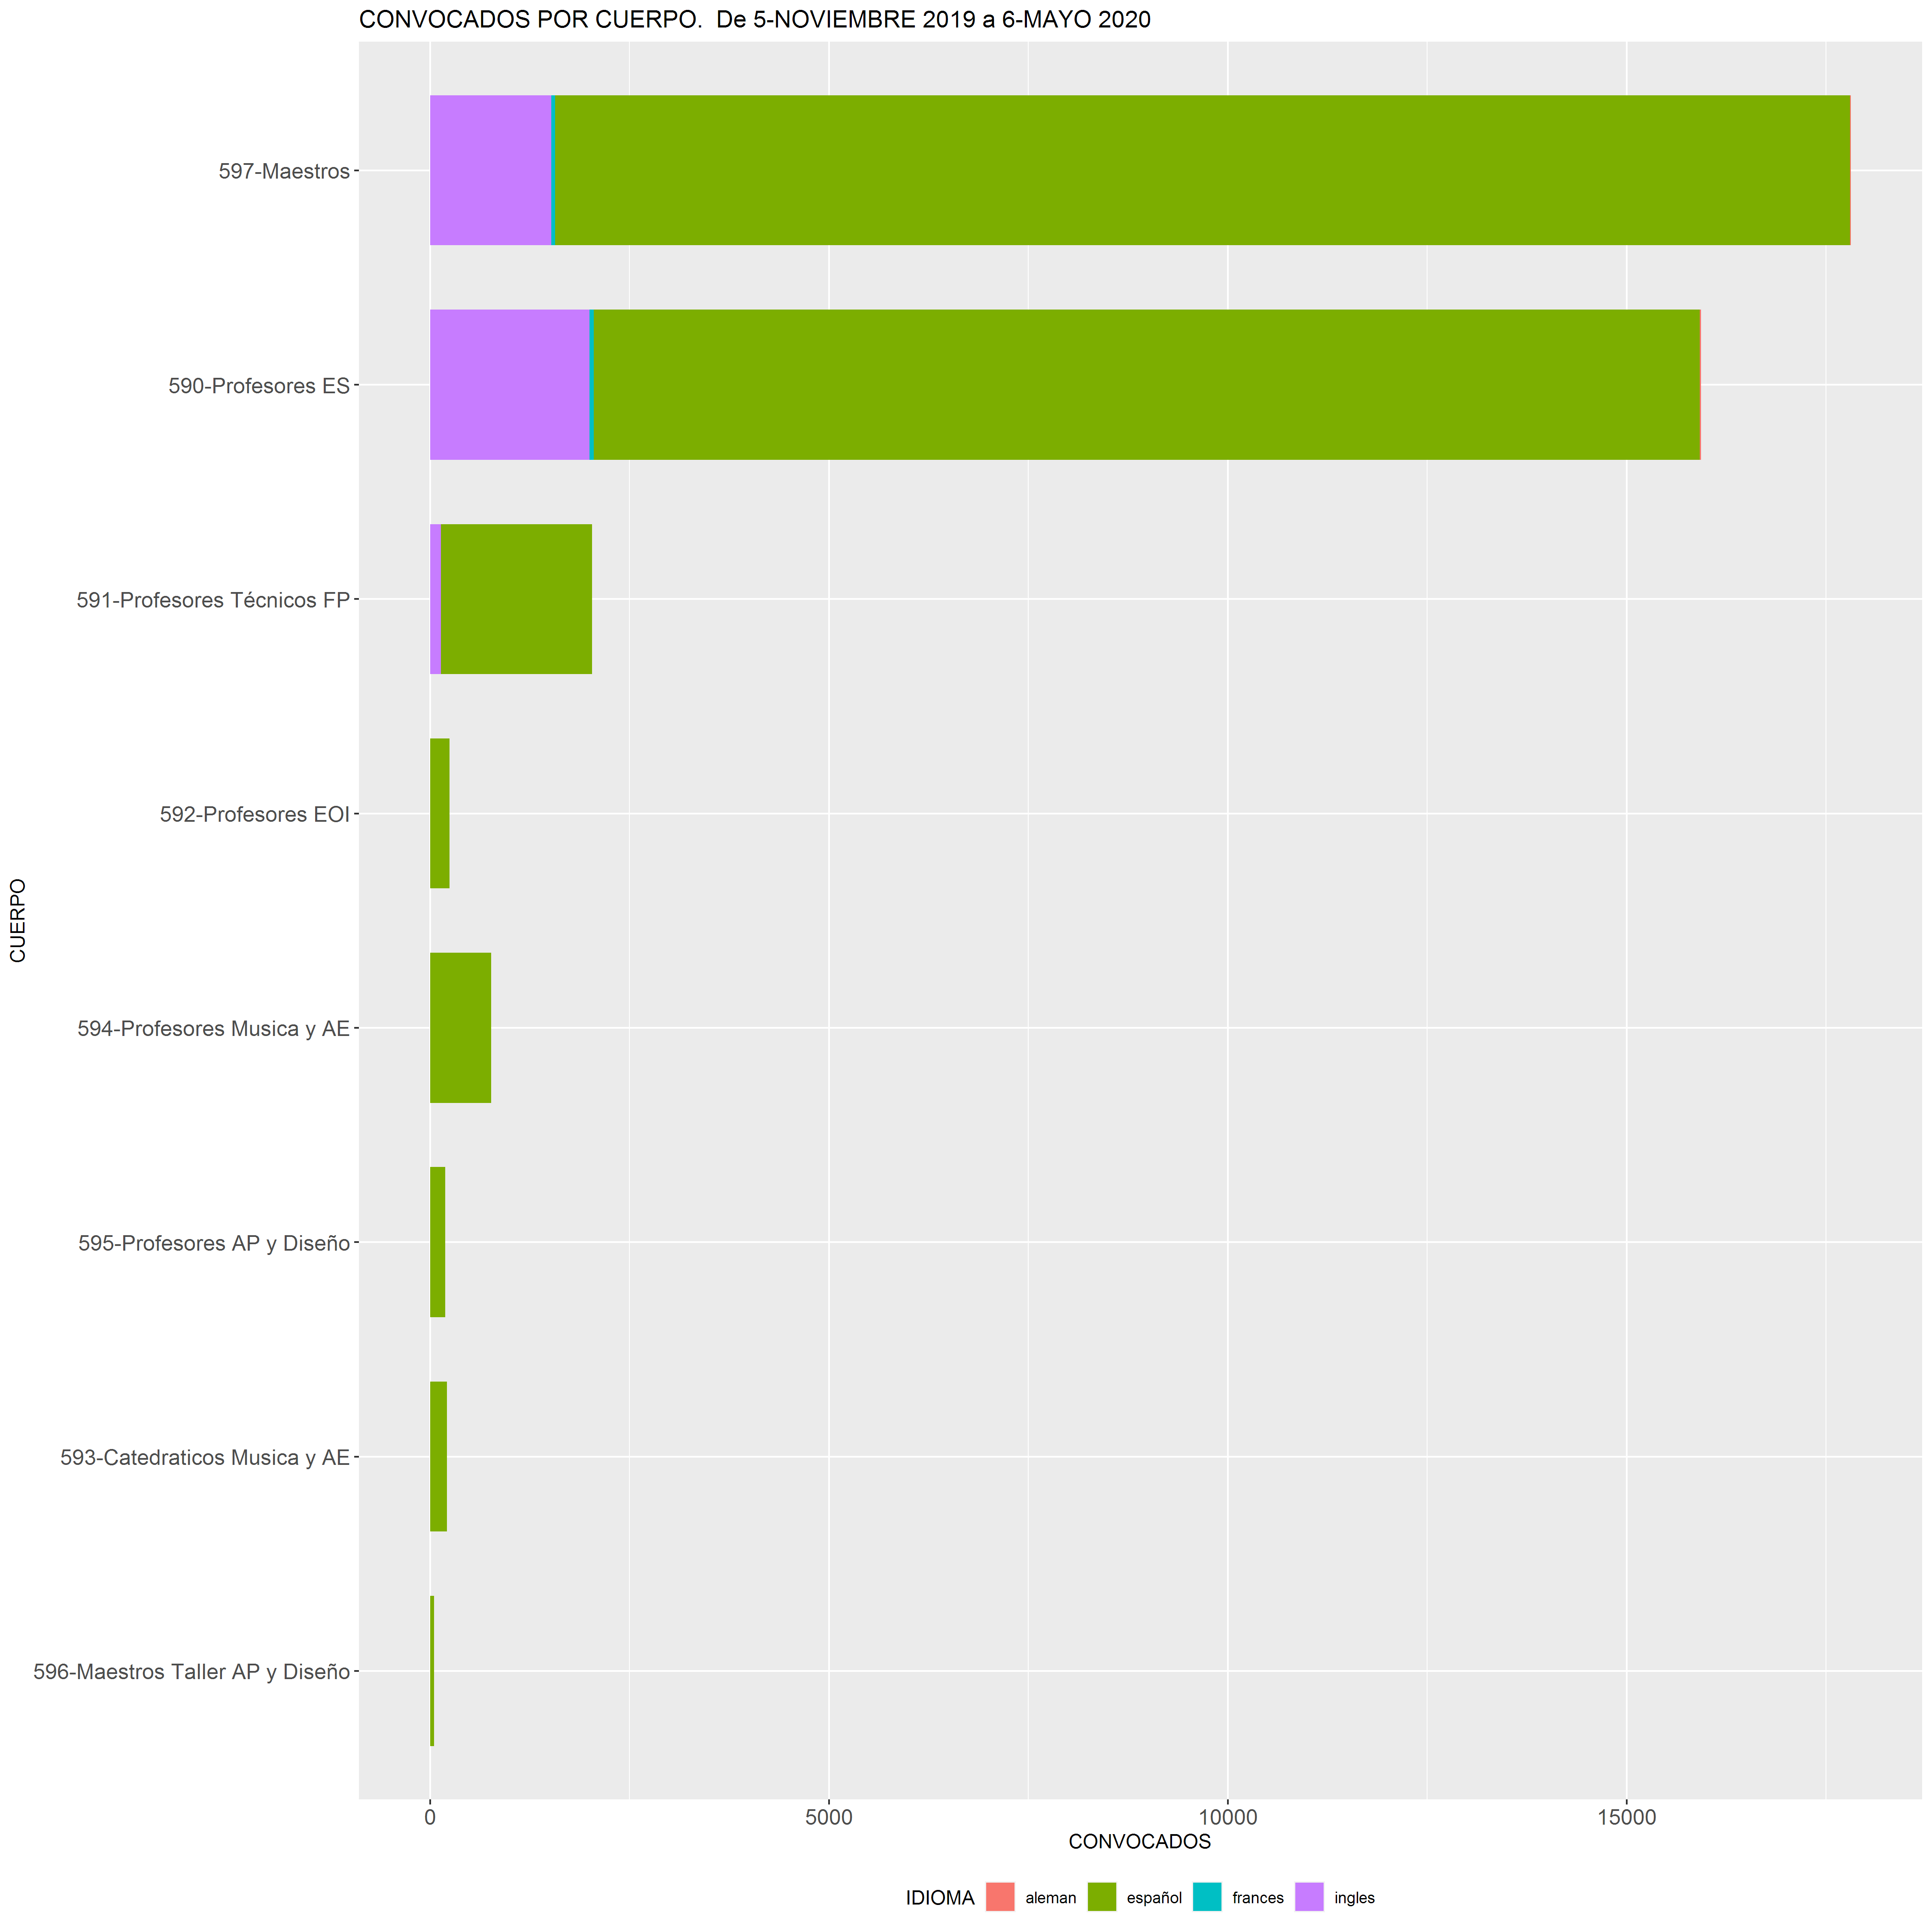 CONVOCADOS POR CUERPO.  De 5-NOVIEMBRE 2019 a 6-MAYO 2020
597-Maestros
590-Profesores ES
591-Profesores Técnicos FP
592-Profesores EOI
594-Profesores Musica y AE
595-Profesores AP y Diseño
593-Catedraticos Musica y AE
596-Maestros Taller AP y Diseño
CUERPO
0 5000 10000 15000
CONVOCADOS
IDIOMA aleman español frances ingles